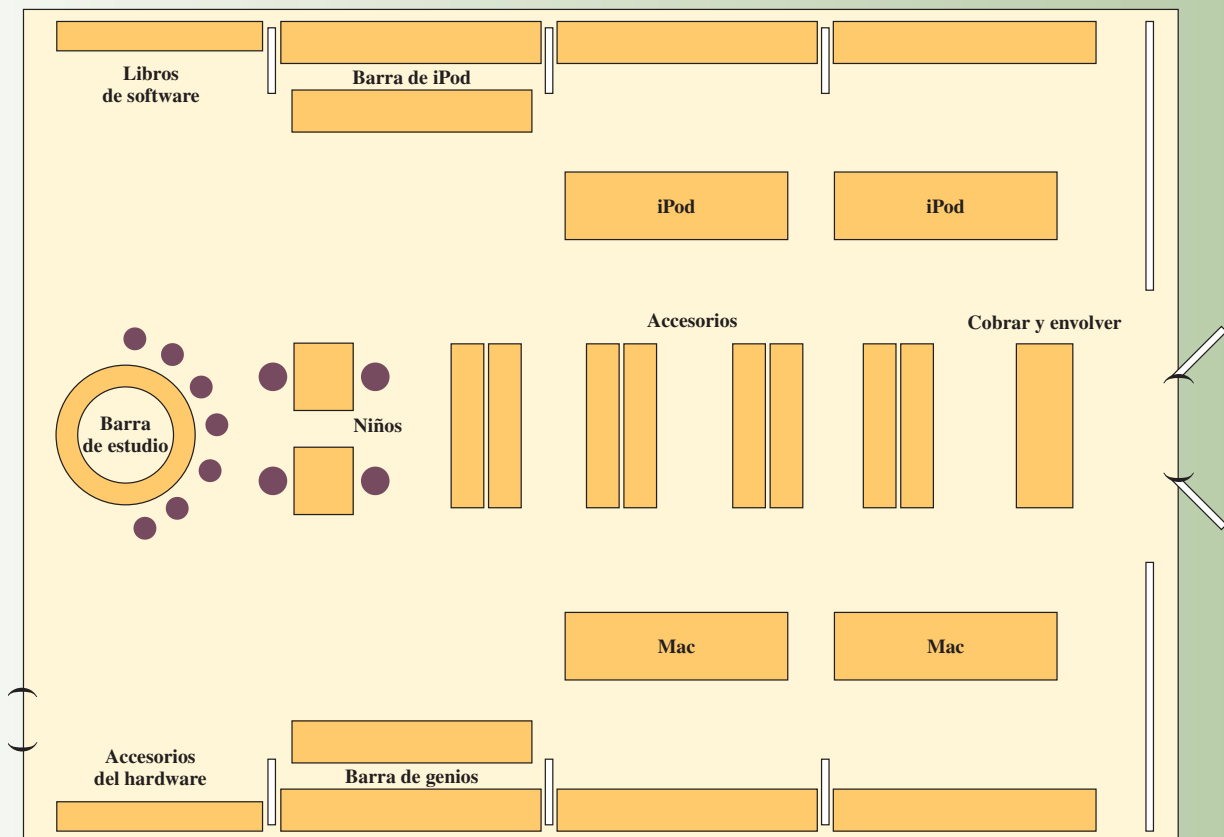 Libros
de software
Barra de iPod
iPod
iPod
Accesorios
Cobrar y envolver
Barra
de estudio
Niños
Mac
Mac
Accesorios
del hardware
Barra de genios